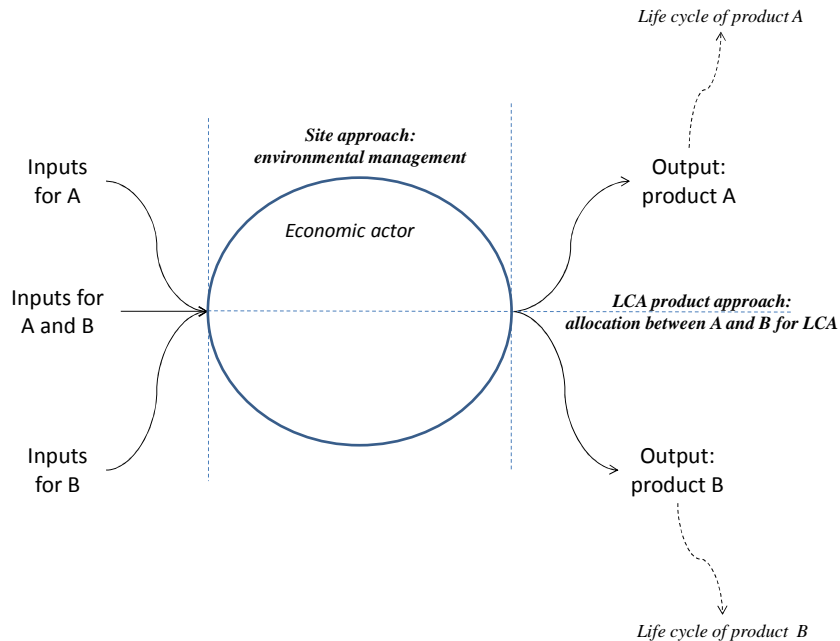 Life cycle of product A
Site approach:
environmental management
Inputs
for A
Output:
product A
Economic actor
Inputs for
A and B
LCA product approach:
allocation between A and B for LCA
Inputs
for B
Output:
product B
Life cycle of product B